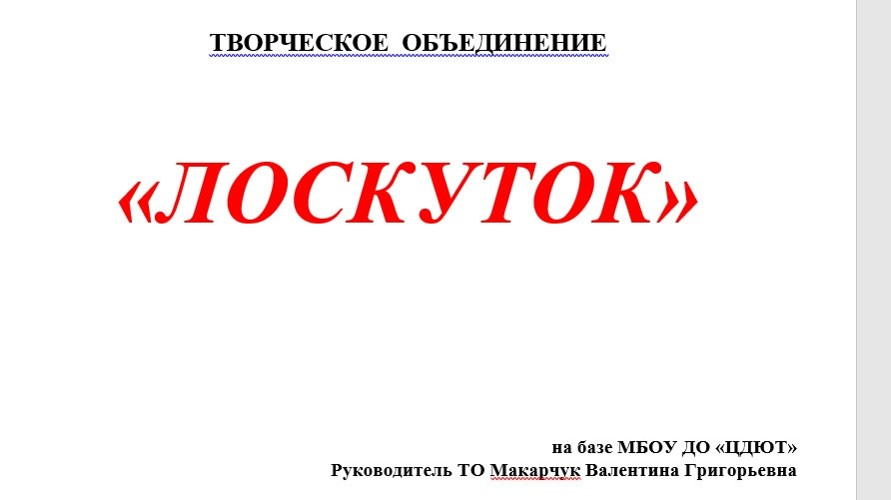 ТВОРЧЕСКОЕ ОБЪЕДИНЕНИЕ
«ЛОСКУТОК»
на базе МБОУ ДО «ЦДЮТ»
Руководитель ТО Макарчук Валентина Григорьевна